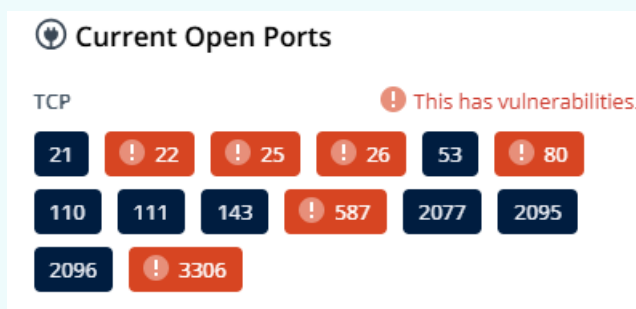 Current Open Ports
TCP ! This has vulnerabilities.
21 ! 22 ! 25 ! 26 53 ! 80
110 111 143 ! 587 2077 2095
2096 ! 3306